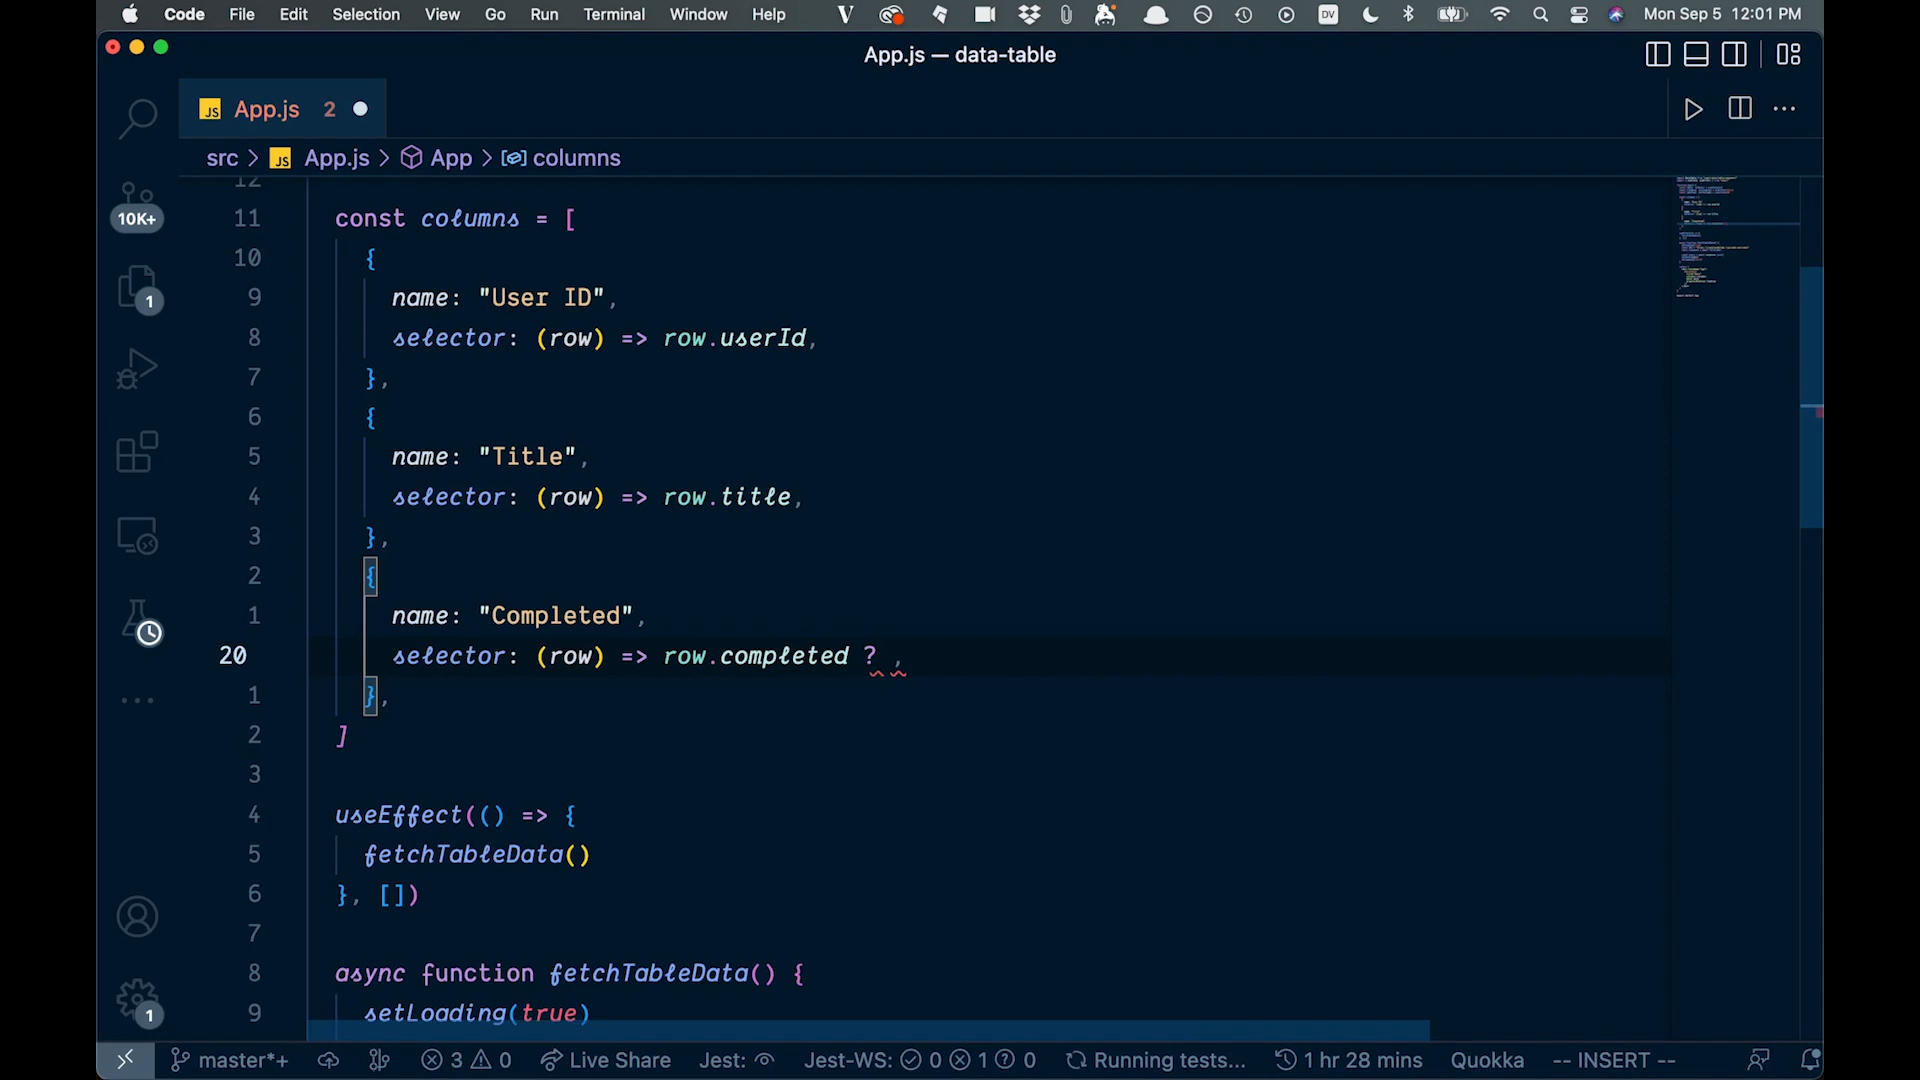 Code File Edit Selection View Go Run Terminal Window Help V DV Mon Sep 5 12:01 PM
App.js — data-table
JS App.js 2
src > JS App.js > App > columns
12
11 const columns = [
10 {
9 name: "User ID",
8 selector: (row) => row.userId,
7 },
6 {
5 name: "Title",
4 selector: (row) => row.title,
3 },
2 {
1 name: "Completed",
20 selector: (row) => row.completed ? ,
1 },
2 ]
3
4 useEffect(() => {
5 fetchTableData()
6 }, [])
7
8 async function fetchTableData() {
9 setLoading(true)
10K+
1
1
master*+ 3 0 Live Share Jest: Jest-WS: 0 1 0 Running tests... 1 hr 28 mins Quokka -- INSERT --